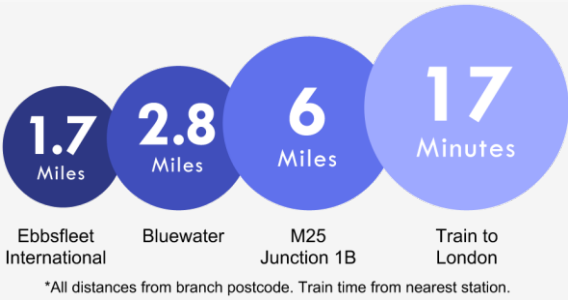 1.7
Miles
2.8
Miles
6
Miles
17
Minutes
Ebbsfleet
International
Bluewater
M25
Junction 1B
Train to
London
*All distances from branch postcode. Train time from nearest station.